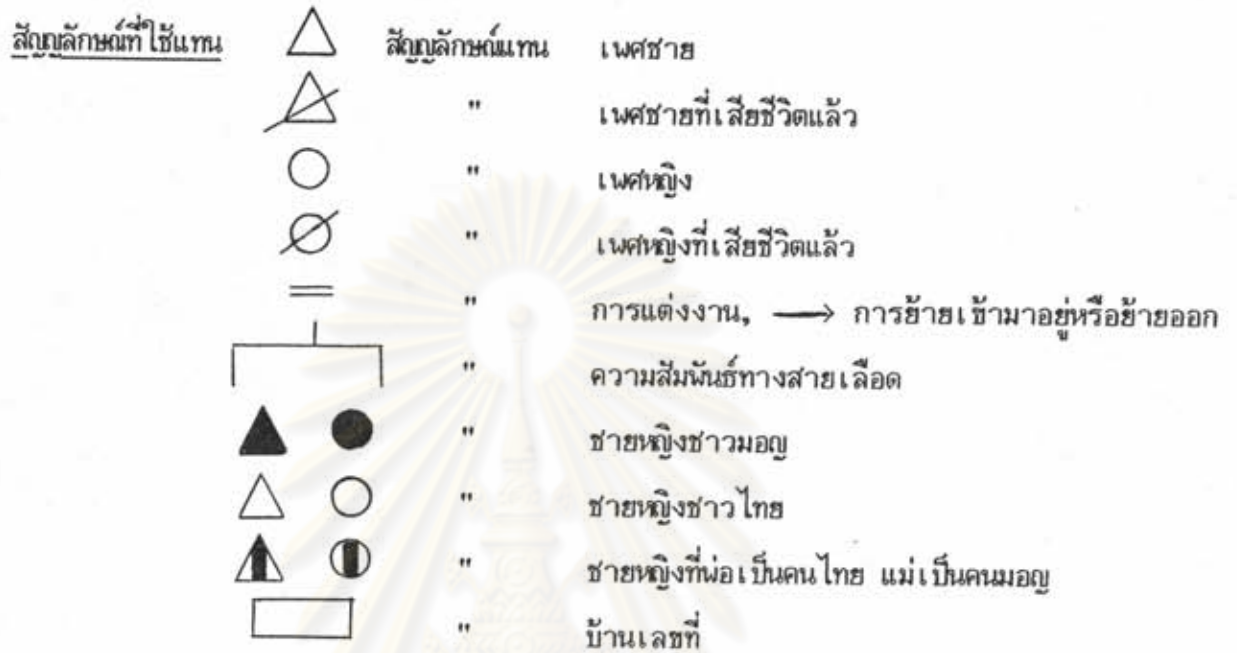 สัญญลักษณ์ที่ใช้แทน สัญญลักษณ์แทน เพศชาย
" เพศชายที่เสียชีวิตแล้ว
" เพศหญิง
" เพศหญิงที่เสียชีวิตแล้ว
" การแต่งงาน, ⟶ การย้ายเข้ามาอยู่หรือย้ายออก
" ความสัมพันธ์ทางสายเลือด
" ชายหญิงชาวมอญ
" ชายหญิงชาวไทย
" ชายหญิงที่พ่อเป็นคนไทย แม่เป็นคนมอญ
" บ้านเลขที่